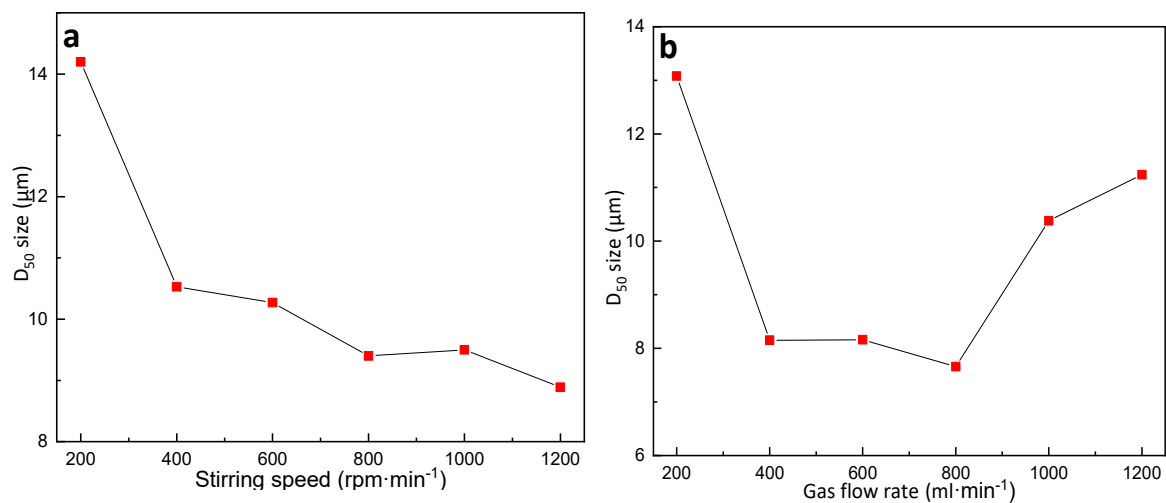 a
14
12
10
8
D₅₀ size (μm)
200 400 600 800 1000 1200
Stirring speed (rpm·min⁻¹)
b
14
12
10
8
6
D₅₀ size (μm)
200 400 600 800 1000 1200
Gas flow rate (ml·min⁻¹)